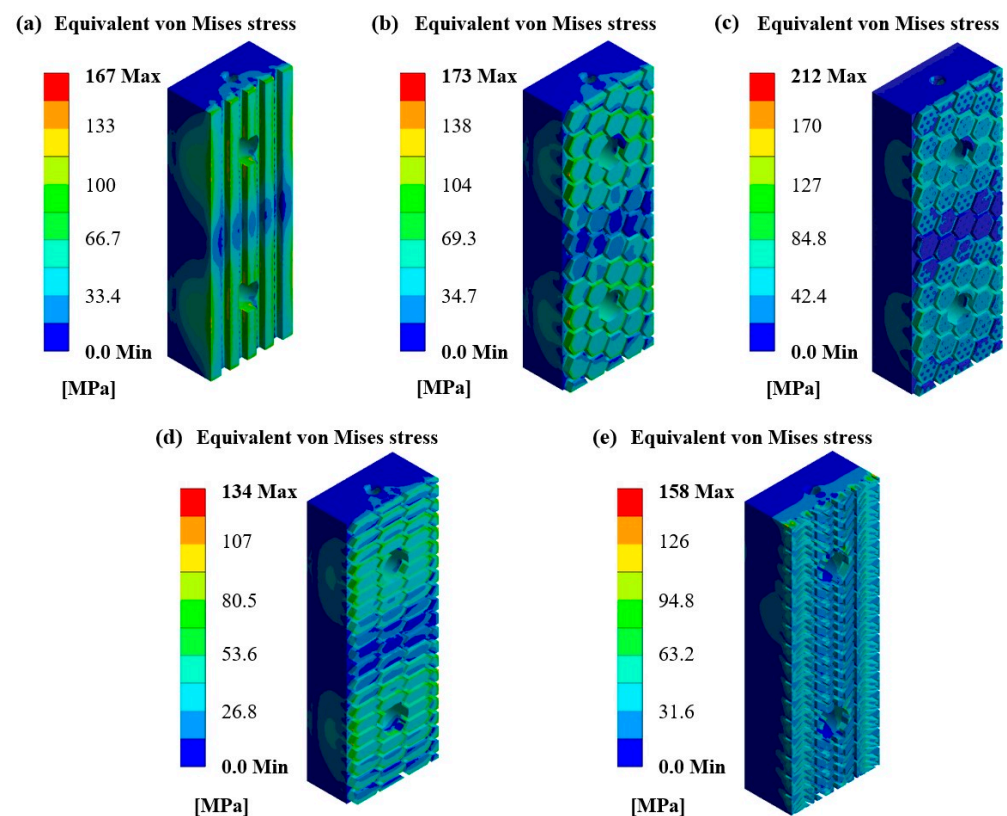 (a) Equivalent von Mises stress
167 Max
133
100
66.7
33.4
0.0 Min
[MPa]
(b) Equivalent von Mises stress
173 Max
138
104
69.3
34.7
0.0 Min
[MPa]
(c) Equivalent von Mises stress
212 Max
170
127
84.8
42.4
0.0 Min
[MPa]
(d) Equivalent von Mises stress
134 Max
107
80.5
53.6
26.8
0.0 Min
[MPa]
(e) Equivalent von Mises stress
158 Max
126
94.8
63.2
31.6
0.0 Min
[MPa]